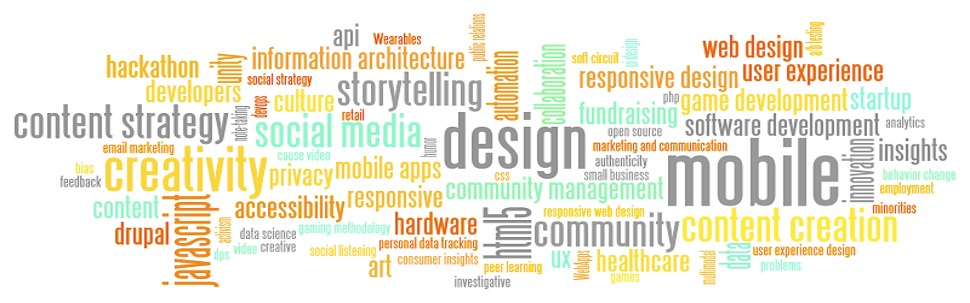 api
Wearables
public relations
a/b testing
hackathon
unity
information architecture
automation
collaboration
soft circuit
ui design
web design
developers
social strategy
responsive design
user experience
devops
culture
storytelling
php
game development
startup
content strategy
note-taking
retail
social media
fundraising
open source
software development
analytics
email marketing
cause video
humor
design
marketing and communication
mobile
innovation
insights
bias
feedback
creativity
privacy
mobile apps
css
authenticity
small business
behavior change
employment
content
javascript
accessibility
responsive
community management
minorities
drupal
activism
gaming methodology
hardware
html5
responsive web design
community
content creation
data science
creative
video
dps
social listening
personal data tracking
consumer insights
art
peer learning
investigative
ux
WebApps
healthcare
games
multimodal
data
user experience design
problems